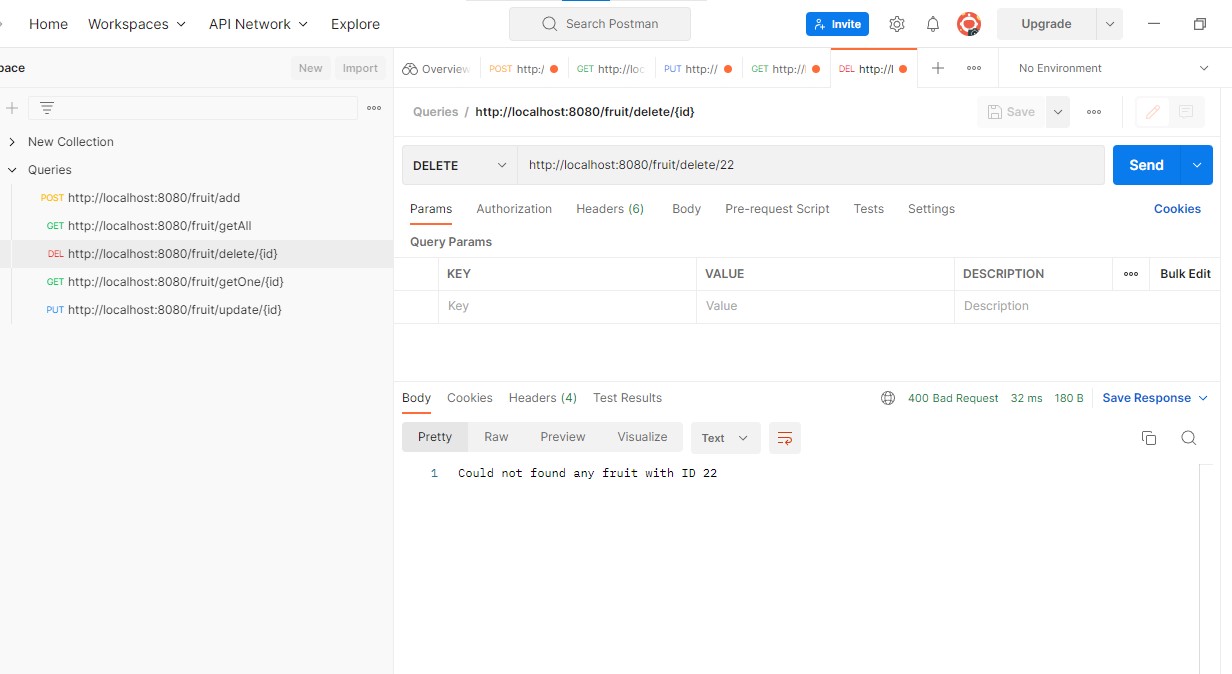 Home Workspaces API Network Explore Search Postman Invite Upgrade
pace New Import Overview POST http:/ GET http://loc PUT http:// GET http://l DEL http://l No Environment
Queries / http://localhost:8080/fruit/delete/{id} Save
New Collection
Queries
POST http://localhost:8080/fruit/add
GET http://localhost:8080/fruit/getAll
DEL http://localhost:8080/fruit/delete/{id}
GET http://localhost:8080/fruit/getOne/{id}
PUT http://localhost:8080/fruit/update/{id}
DELETE http://localhost:8080/fruit/delete/22 Send
Params Authorization Headers (6) Body Pre-request Script Tests Settings Cookies
Query Params
KEY VALUE DESCRIPTION Bulk Edit
Key Value Description
Body Cookies Headers (4) Test Results 400 Bad Request 32 ms 180 B Save Response
Pretty Raw Preview Visualize Text
1 Could not found any fruit with ID 22